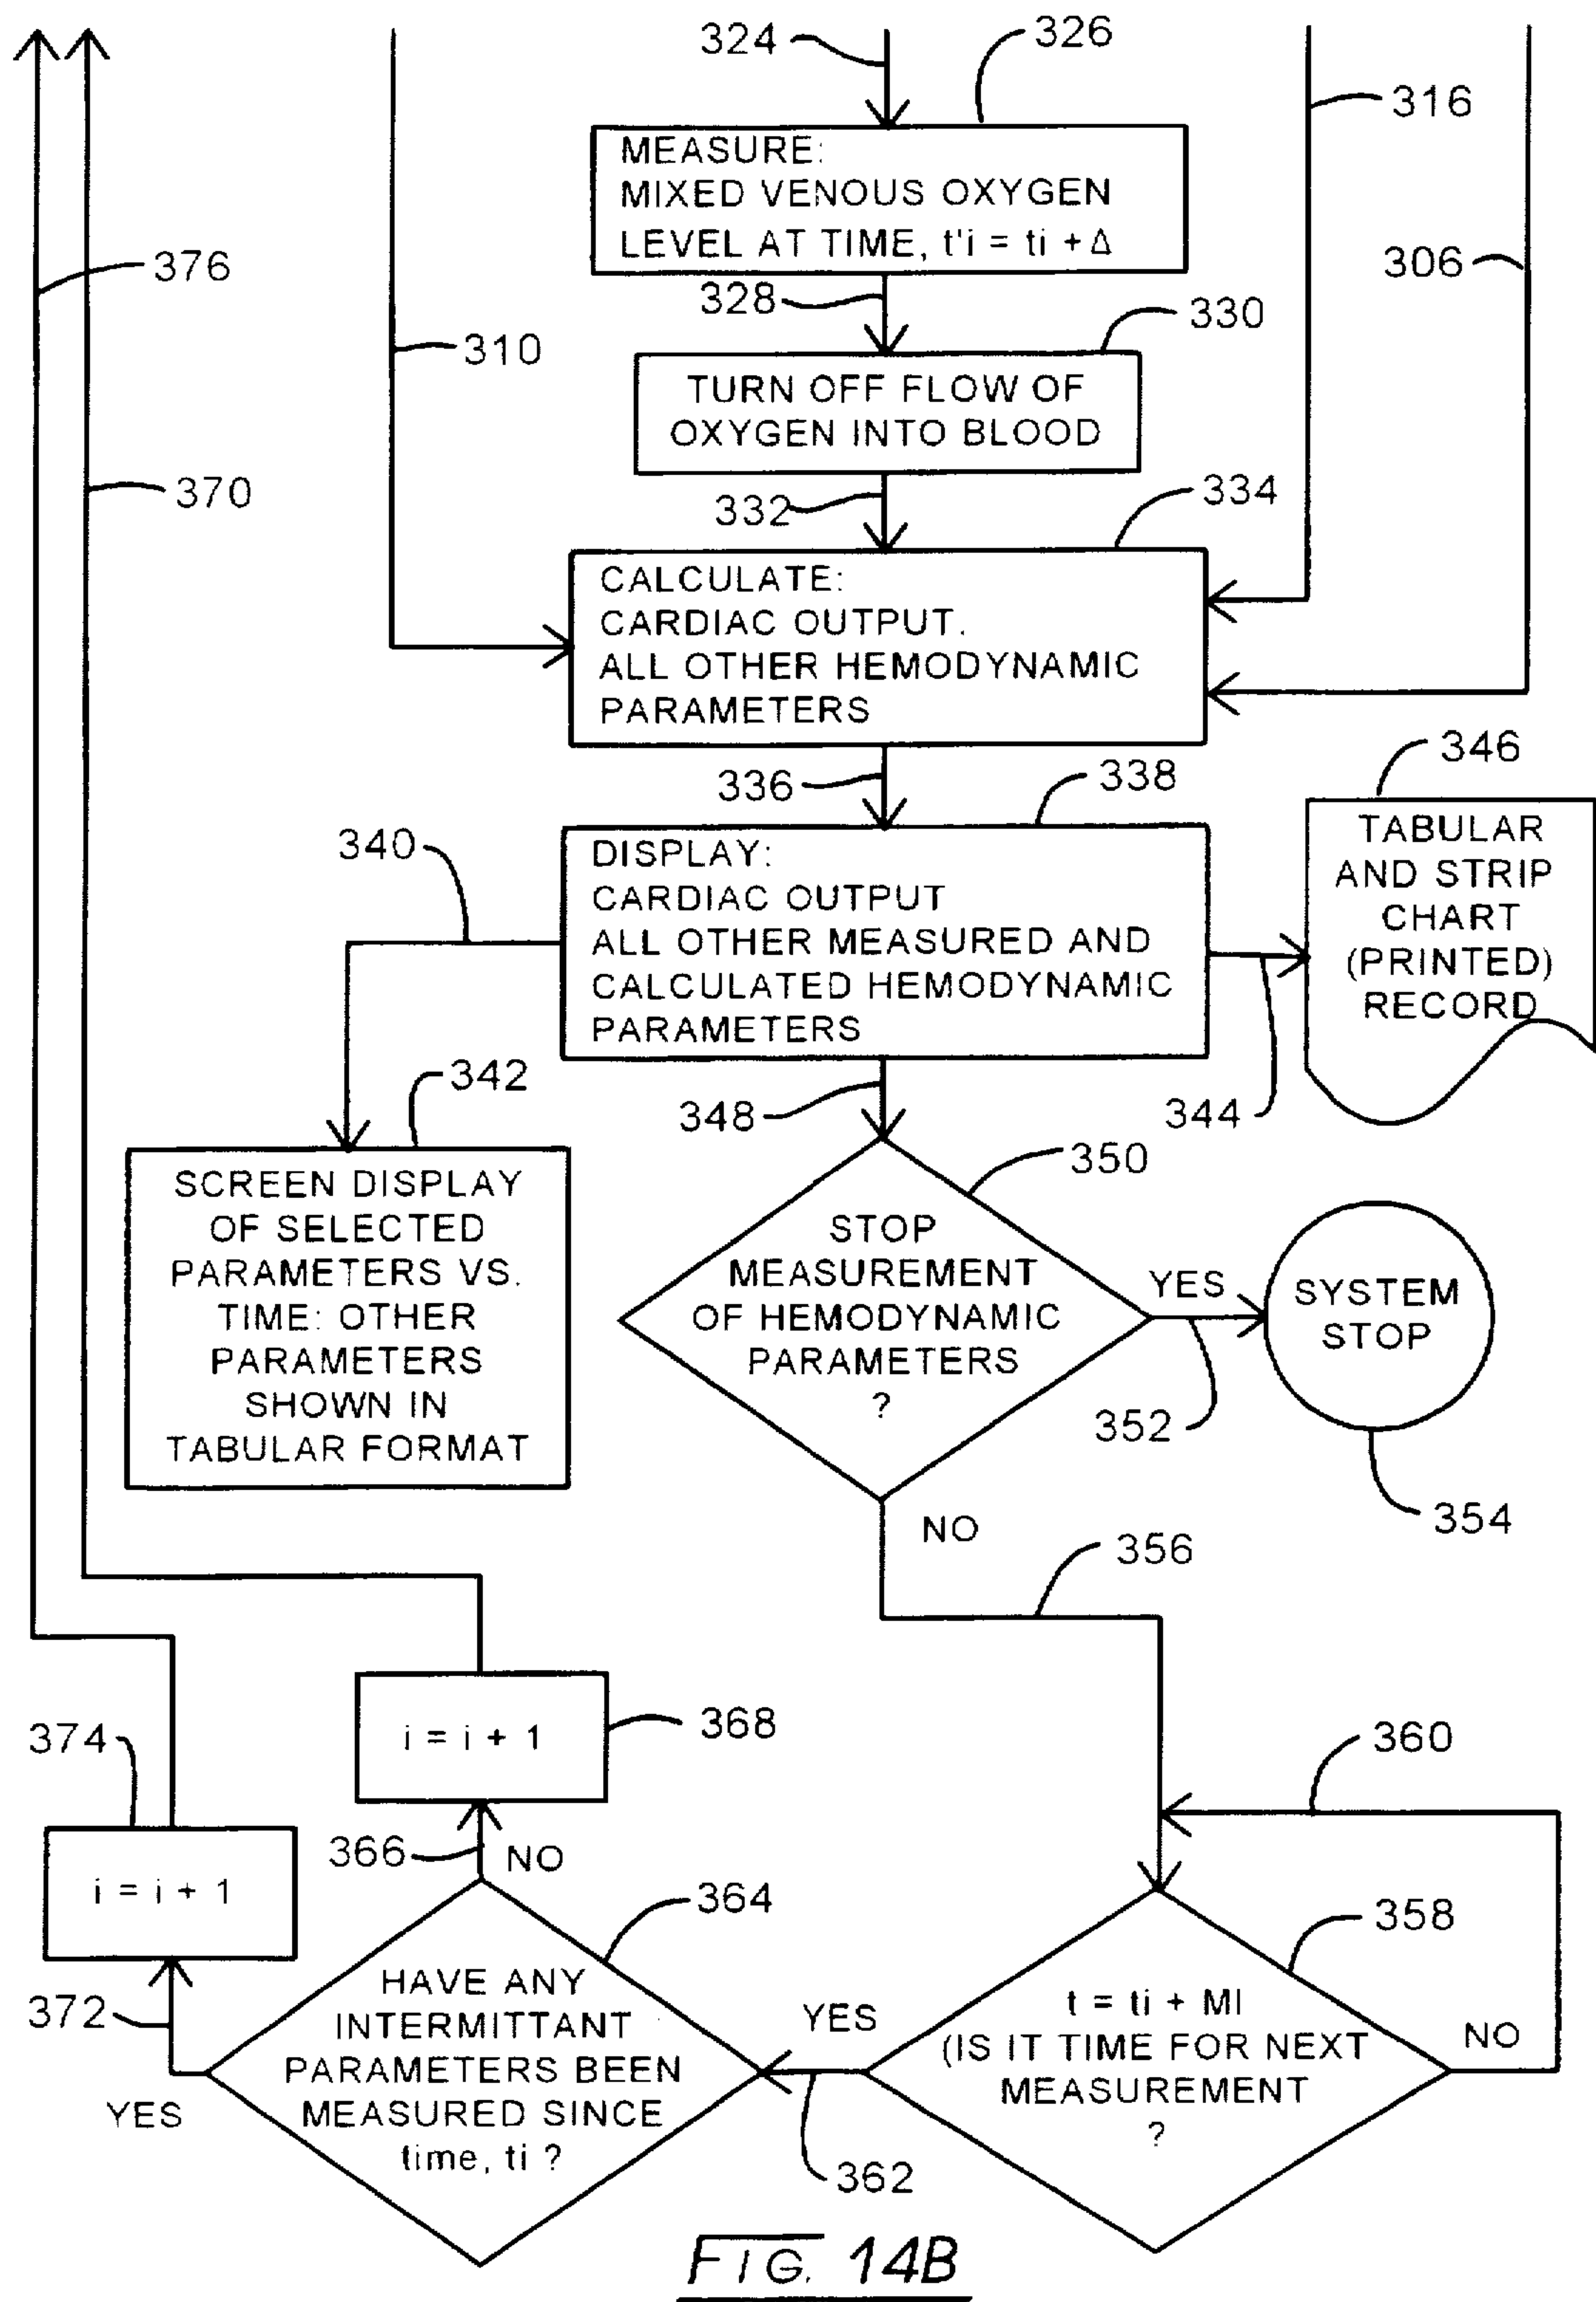 324
326
316
MEASURE:
MIXED VENOUS OXYGEN
LEVEL AT TIME, t'i = ti + Δ
376
306
328
330
310
TURN OFF FLOW OF
OXYGEN INTO BLOOD
370
332
334
CALCULATE:
CARDIAC OUTPUT.
ALL OTHER HEMODYNAMIC
PARAMETERS
336
338
346
340
DISPLAY:
CARDIAC OUTPUT
ALL OTHER MEASURED AND
CALCULATED HEMODYNAMIC
PARAMETERS
TABULAR
AND STRIP
CHART
(PRINTED)
RECORD
342
348
344
350
SCREEN DISPLAY
OF SELECTED
PARAMETERS VS.
TIME: OTHER
PARAMETERS
SHOWN IN
TABULAR FORMAT
STOP
MEASUREMENT
OF HEMODYNAMIC
PARAMETERS
?
YES
SYSTEM
STOP
352
354
NO
356
374
i = i + 1
368
360
i = i + 1
366
NO
364
358
372
HAVE ANY
INTERMITTANT
PARAMETERS BEEN
MEASURED SINCE
time, ti ?
YES
YES
t = ti + MI
(IS IT TIME FOR NEXT
MEASUREMENT
?
NO
362
FIG. 14B